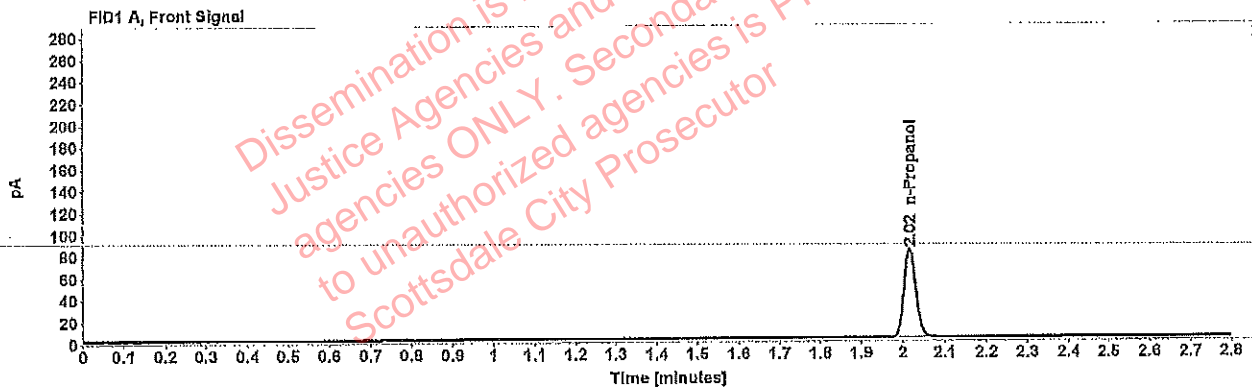 FID1 A, Front Signal
Dissemination is
Justice Agencies and
agencies ONLY. Seconda
to unauthorized agencies is P
Scottsdale City Prosecutor
280
260
240
220
200
180
160
140
120
100
80
60
40
20
0
pA
2.02 n-Propanol
0 0.1 0.2 0.3 0.4 0.5 0.6 0.7 0.8 0.9 1 1.1 1.2 1.3 1.4 1.5 1.6 1.7 1.8 1.9 2 2.1 2.2 2.3 2.4 2.5 2.6 2.7 2.8
Time [minutes]